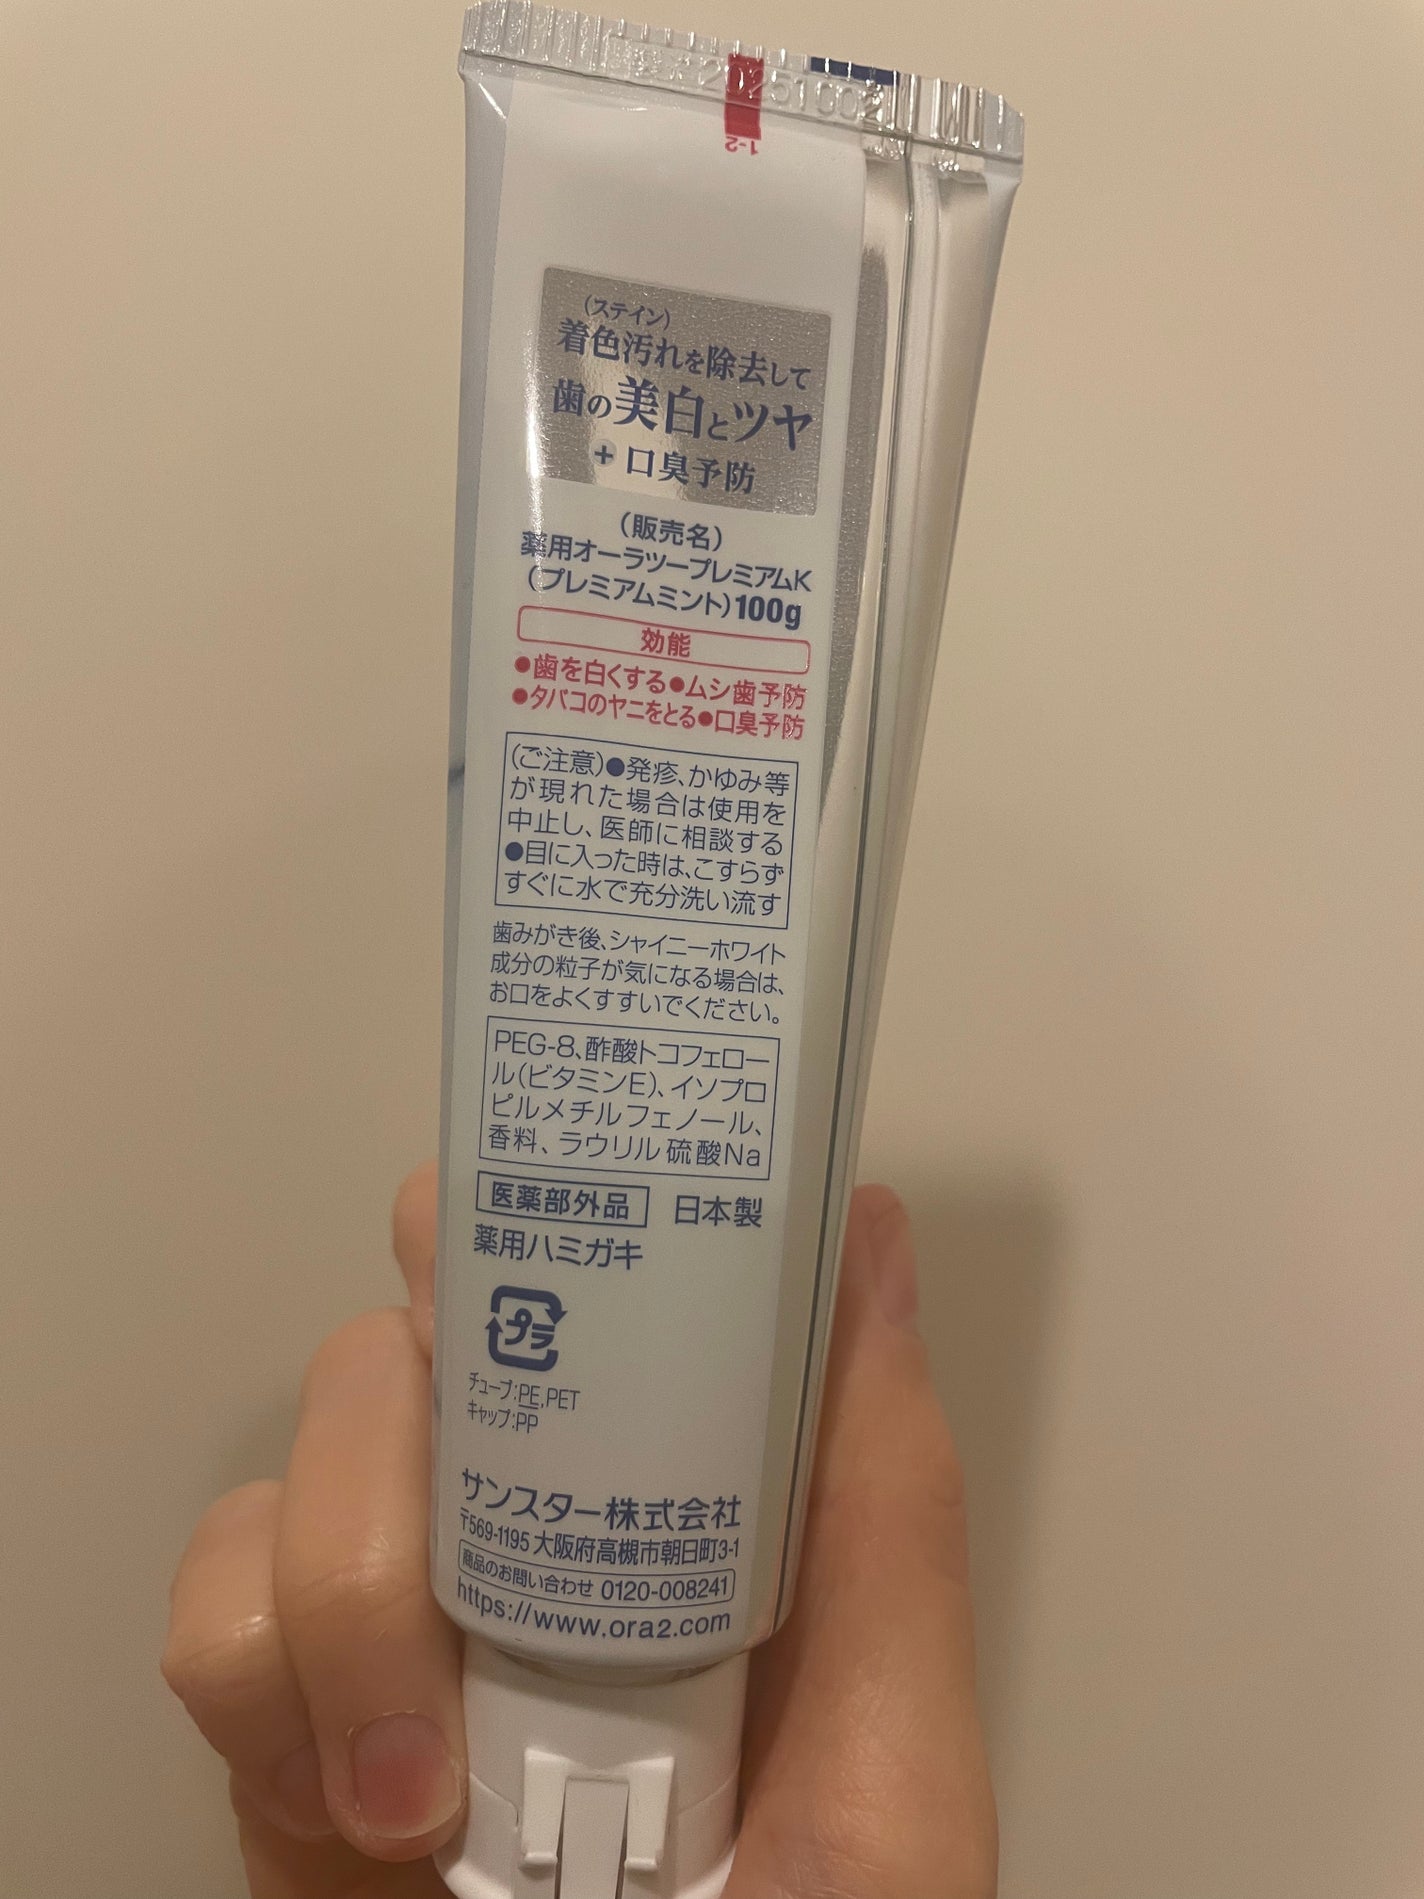 20251002
1-2
(ステイン)
着色汚れを除去して
歯の美白とツヤ
+口臭予防
(販売名)
薬用オーラツープレミアムK
(プレミアムミント)100g
効能
●歯を白くする●ムシ歯予防
●タバコのヤニをとる●口臭予防
(ご注意)●発疹、かゆみ等
が現れた場合は使用を
中止し、医師に相談する
●目に入った時は、こすらず
すぐに水で充分洗い流す
歯みがき後、シャイニーホワイト
成分の粒子が気になる場合は、
お口をよくすすいでください。
PEG-8、酢酸トコフェロー
ル(ビタミンE)、イソプロ
ピルメチルフェノール、
香料、ラウリル硫酸Na
医薬部外品 日本製
薬用ハミガキ
プラ
チューブ:PE,PET
キャップ:PP
サンスター株式会社
〒569-1195 大阪府高槻市朝日町3-1
商品のお問い合わせ 0120-008241
https://www.ora2.com